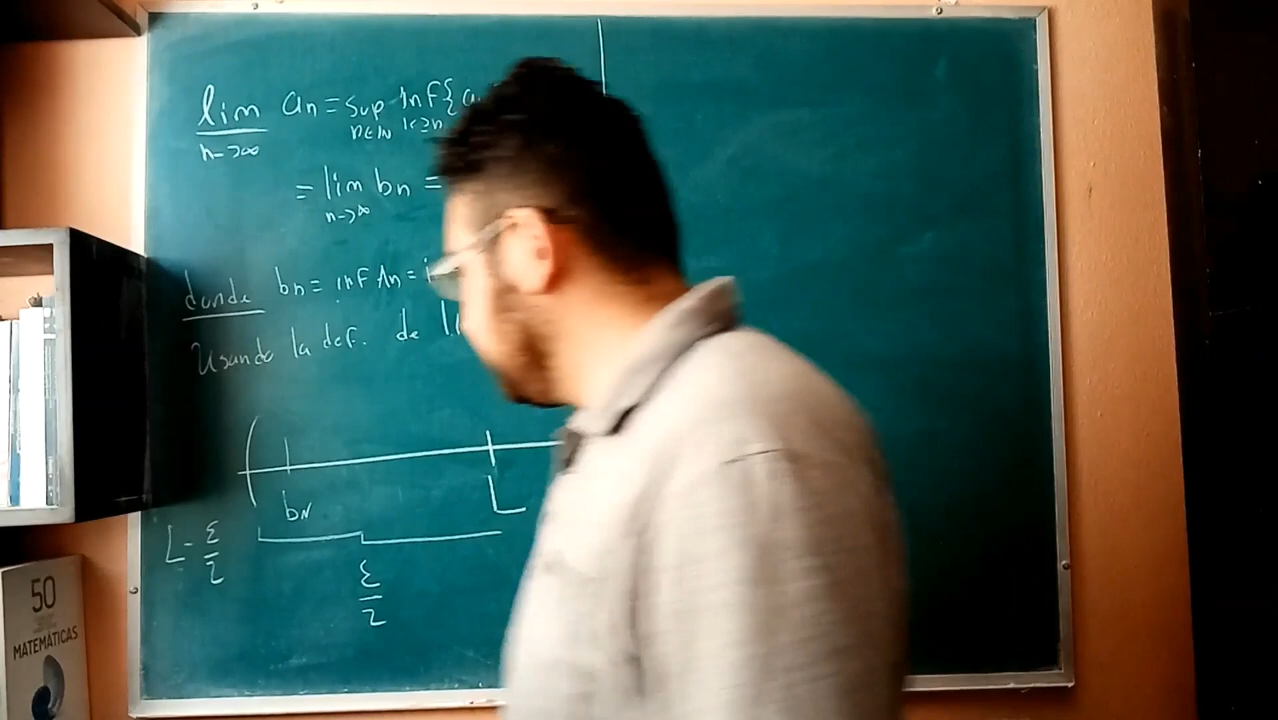 lim an = Sup Inf{a
n→∞ n∈ℕ k≥n
= lim bn =
n→∞
donde bn = inf An = i
Usando la def. de li
( bN L
L - ε/2
ε/2
50
MATEMÁTICAS